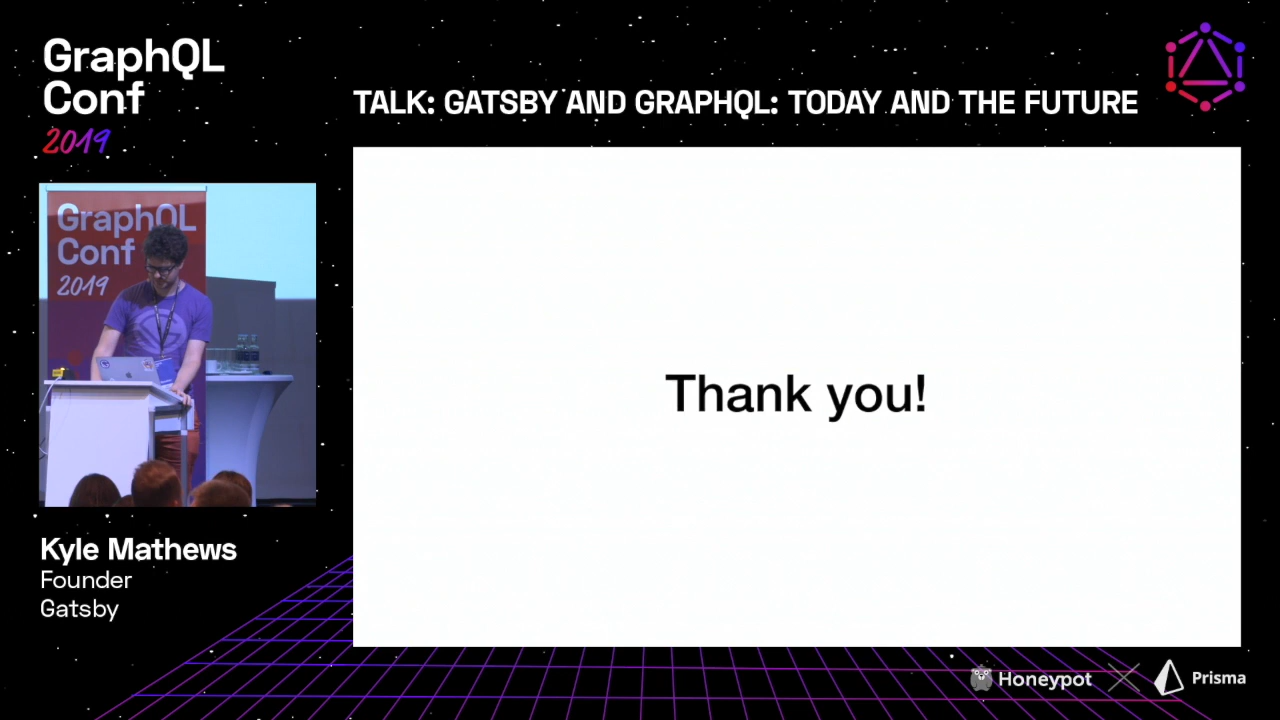 GraphQL
Conf
2019
TALK: GATSBY AND GRAPHQL: TODAY AND THE FUTURE
GraphQL
Conf
2019
Thank you!
Kyle Mathews
Founder
Gatsby
Honeypot
Prisma